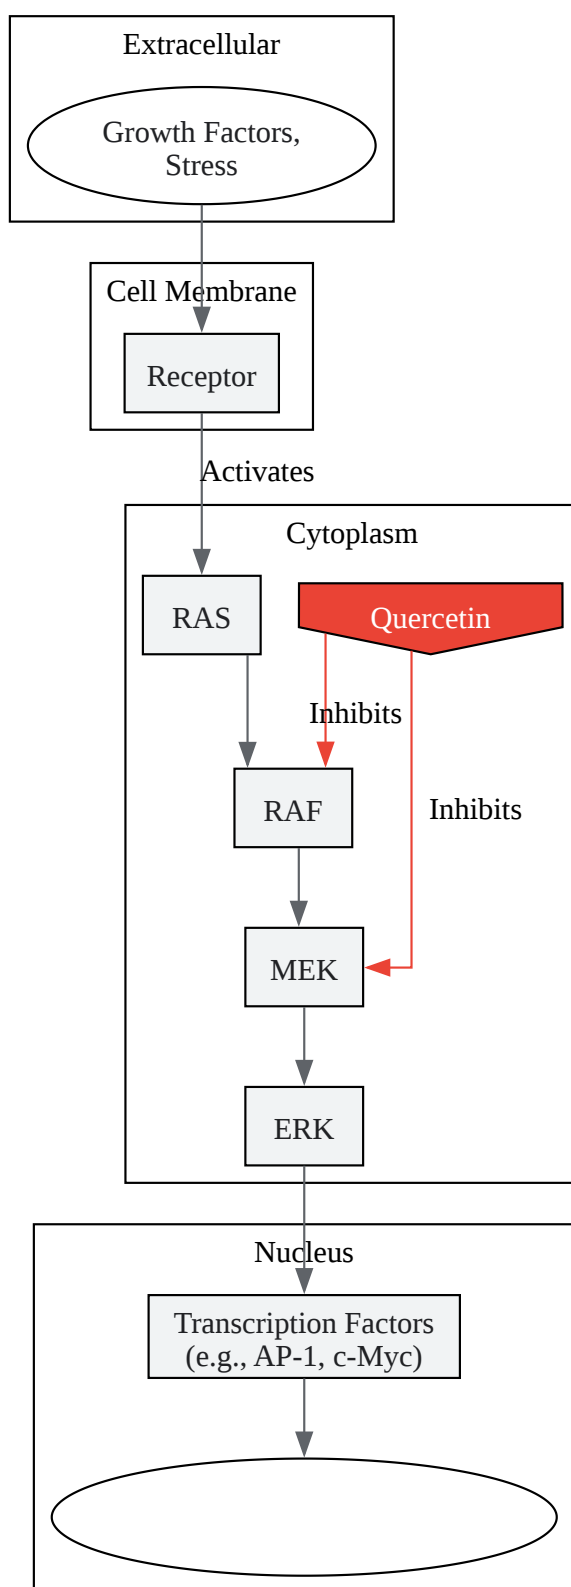 Extracellular
Growth Factors,
Stress
Cell Membrane
Receptor
Activates
Cytoplasm
RAS
Quercetin
Inhibits
RAF
Inhibits
MEK
ERK
Nucleus
Transcription Factors
(e.g., AP-1, c-Myc)